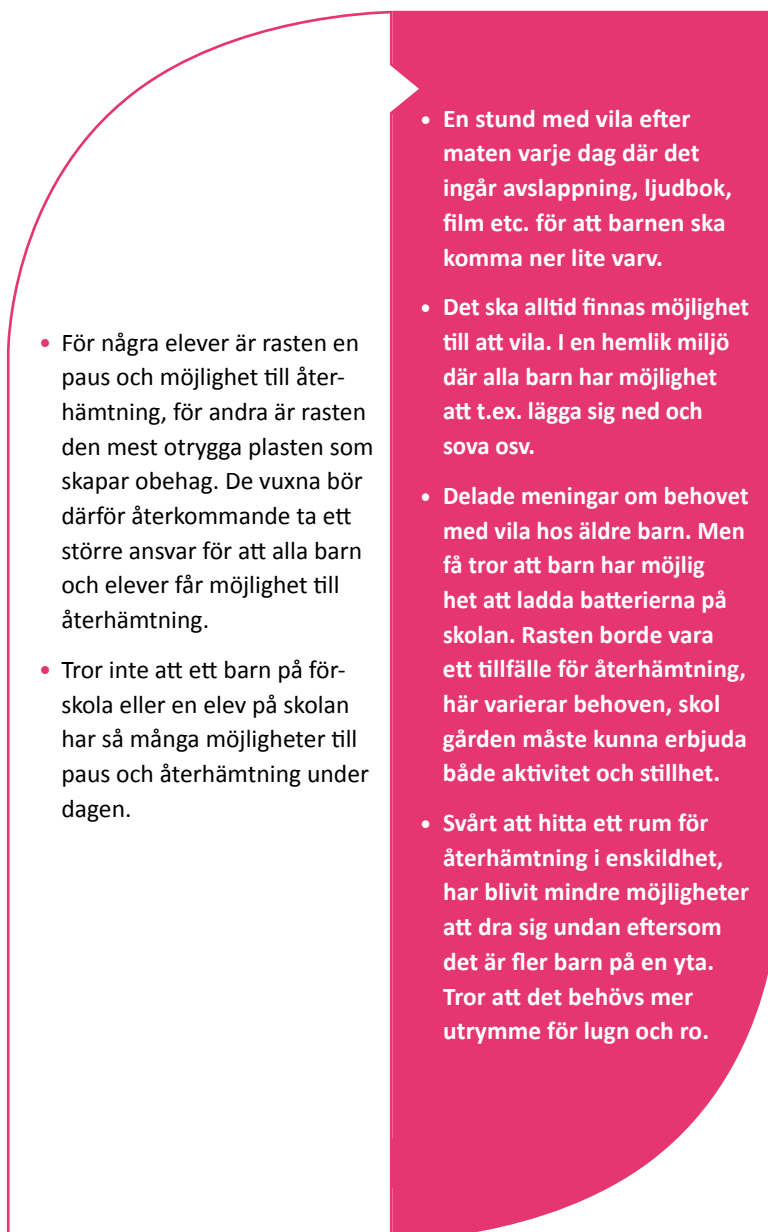 • För några elever är rasten en
paus och möjlighet till åter-
hämtning, för andra är rasten
den mest otrygga plasten som
skapar obehag. De vuxna bör
därför återkommande ta ett
större ansvar för att alla barn
och elever får möjlighet till
återhämtning.
• Tror inte att ett barn på för-
skola eller en elev på skolan
har så många möjligheter till
paus och återhämtning under
dagen.
• En stund med vila efter
maten varje dag där det
ingår avslappning, ljudbok,
film etc. för att barnen ska
komma ner lite varv.
• Det ska alltid finnas möjlighet
till att vila. I en hemlik miljö
där alla barn har möjlighet
att t.ex. lägga sig ned och
sova osv.
• Delade meningar om behovet
med vila hos äldre barn. Men
få tror att barn har möjlig
het att ladda batterierna på
skolan. Rasten borde vara
ett tillfälle för återhämtning,
här varierar behoven, skol
gården måste kunna erbjuda
både aktivitet och stillhet.
• Svårt att hitta ett rum för
återhämtning i enskildhet,
har blivit mindre möjligheter
att dra sig undan eftersom
det är fler barn på en yta.
Tror att det behövs mer
utrymme för lugn och ro.